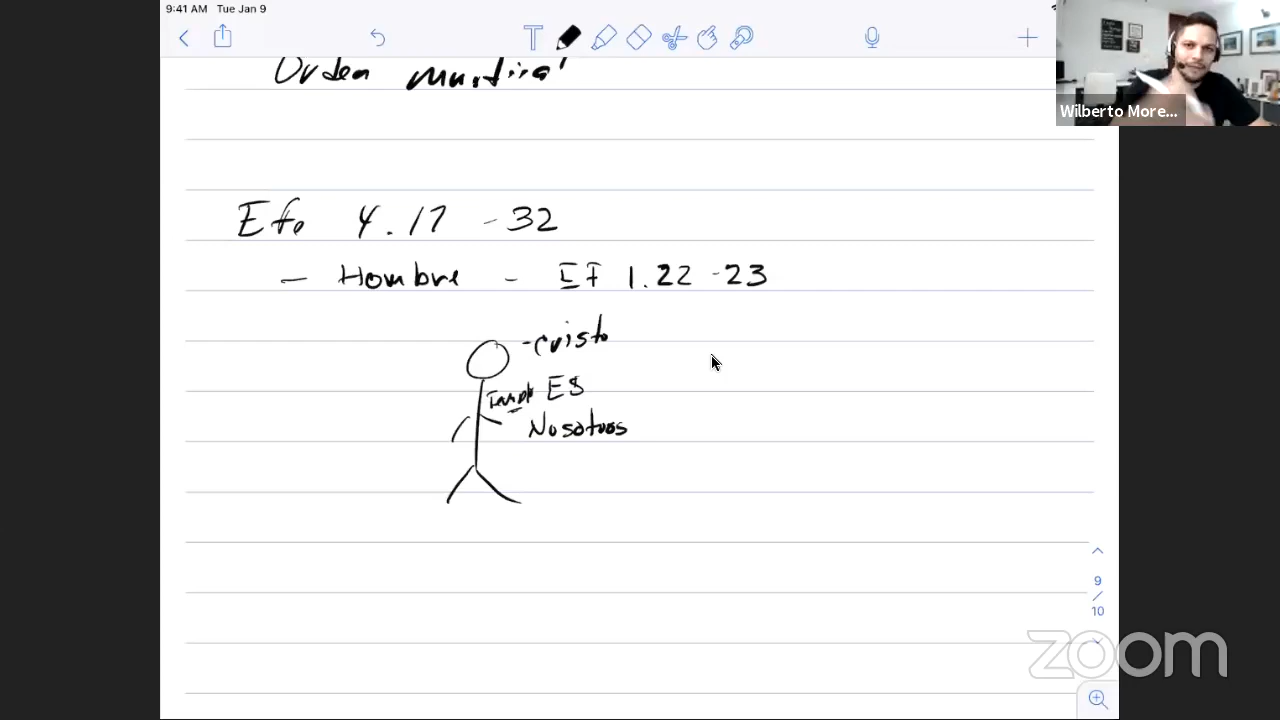 9:41 AM Tue Jan 9
Orden
Wilberto More...
Efe 4.17 - 32
- Hombre - Ef 1.22 - 23
- Cristo
ES
Nosotros
9
/
10
zoom